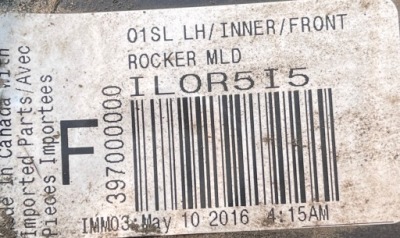 01SL LH/INNER/FRONT
ROCKER MLD
ILOR5I5
F
397000000
IMM03:May 10 2016 4:15AM
de In Canada With
Imported Parts/Avec
Pieces Importees